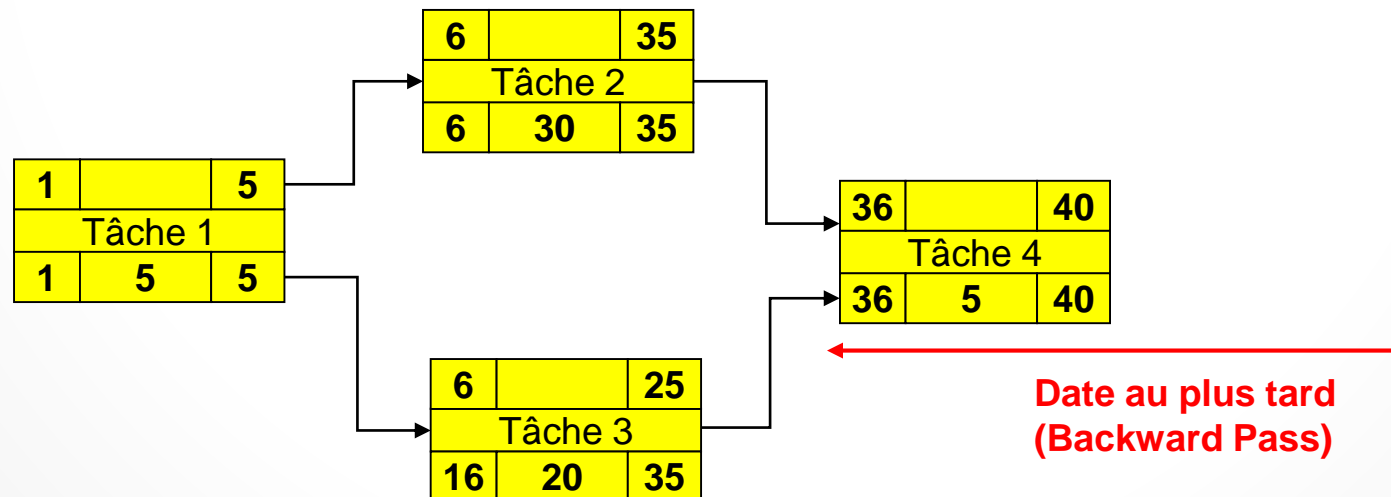 6 35
Tâche 2
6 30 35
1 5
Tâche 1
1 5 5
36 40
Tâche 4
36 5 40
6 25
Tâche 3
16 20 35
Date au plus tard
(Backward Pass)